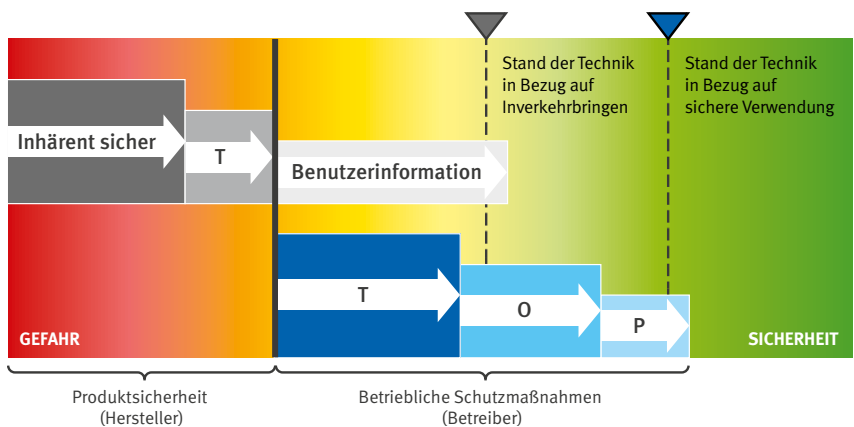 Stand der Technik
in Bezug auf
Inverkehrbringen
Stand der Technik
in Bezug auf
sichere Verwendung
Inhärent sicher
T
Benutzerinformation
T
O
P
GEFAHR
SICHERHEIT
Produktsicherheit
(Hersteller)
Betriebliche Schutzmaßnahmen
(Betreiber)